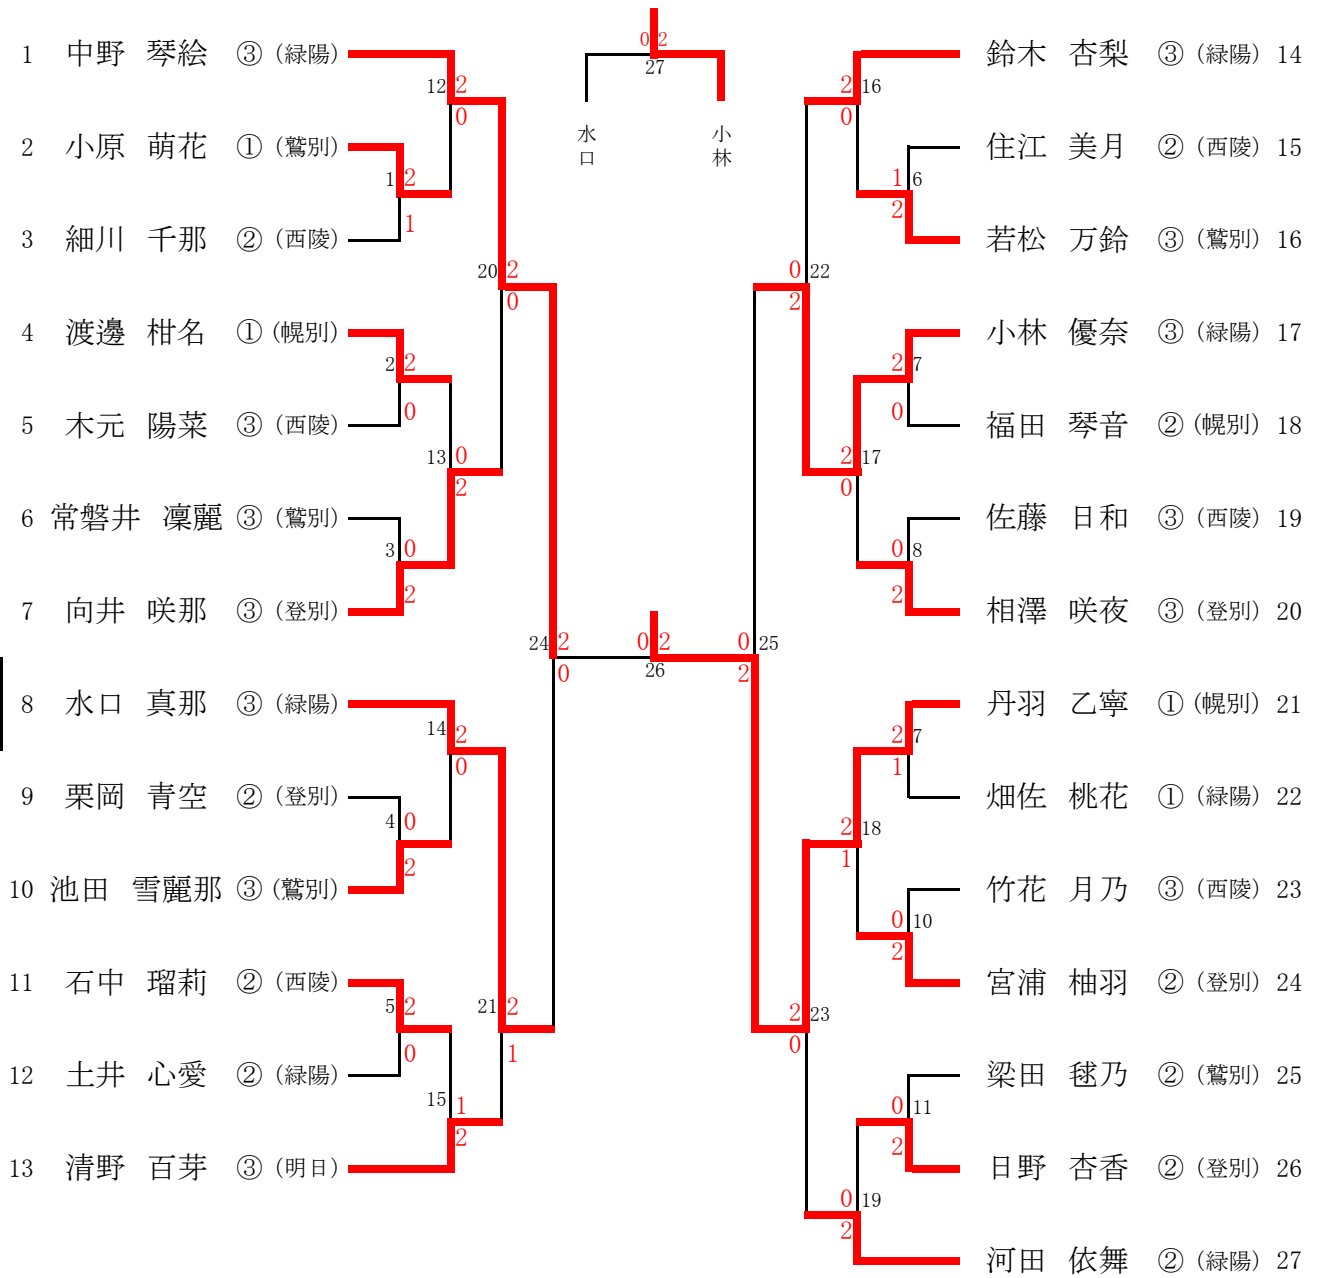 0 2
27
水口
小林
1 中野 琴絵 ③ (緑陽)
12 2
0
2 小原 萌花 ① (鷲別)
1 2
1
3 細川 千那 ② (西陵)
20 2
0
4 渡邊 柑名 ① (幌別)
2 2
0
5 木元 陽菜 ③ (西陵)
13 0
2
6 常磐井 凜麗 ③ (鷲別)
3 0
2
7 向井 咲那 ③ (登別)
24 2
0
8 水口 真那 ③ (緑陽)
14 2
0
9 栗岡 青空 ② (登別)
4 0
2
10 池田 雪麗那 ③ (鷲別)
11 石中 瑠莉 ② (西陵)
5 2
0
21 2
1
12 土井 心愛 ② (緑陽)
15 1
2
13 清野 百芽 ③ (明日)
0 2
26
鈴木 杏梨 ③ (緑陽) 14
2 16
0
住江 美月 ② (西陵) 15
1 6
2
若松 万鈴 ③ (鷲別) 16
0 22
2
小林 優奈 ③ (緑陽) 17
2 7
0
福田 琴音 ② (幌別) 18
2 17
0
佐藤 日和 ③ (西陵) 19
0 8
2
相澤 咲夜 ③ (登別) 20
0 25
2
丹羽 乙寧 ① (幌別) 21
2 7
1
畑佐 桃花 ① (緑陽) 22
2 18
1
竹花 月乃 ③ (西陵) 23
0 10
2
宮浦 柚羽 ② (登別) 24
2 23
0
梁田 毬乃 ② (鷲別) 25
0 11
2
日野 杏香 ② (登別) 26
0 19
2
河田 依舞 ② (緑陽) 27